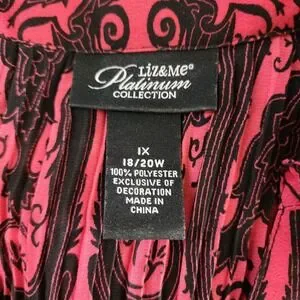 Liz&Me®
Platinum
COLLECTION
1X
18/20W
100% POLYESTER
EXCLUSIVE OF
DECORATION
MADE IN
CHINA